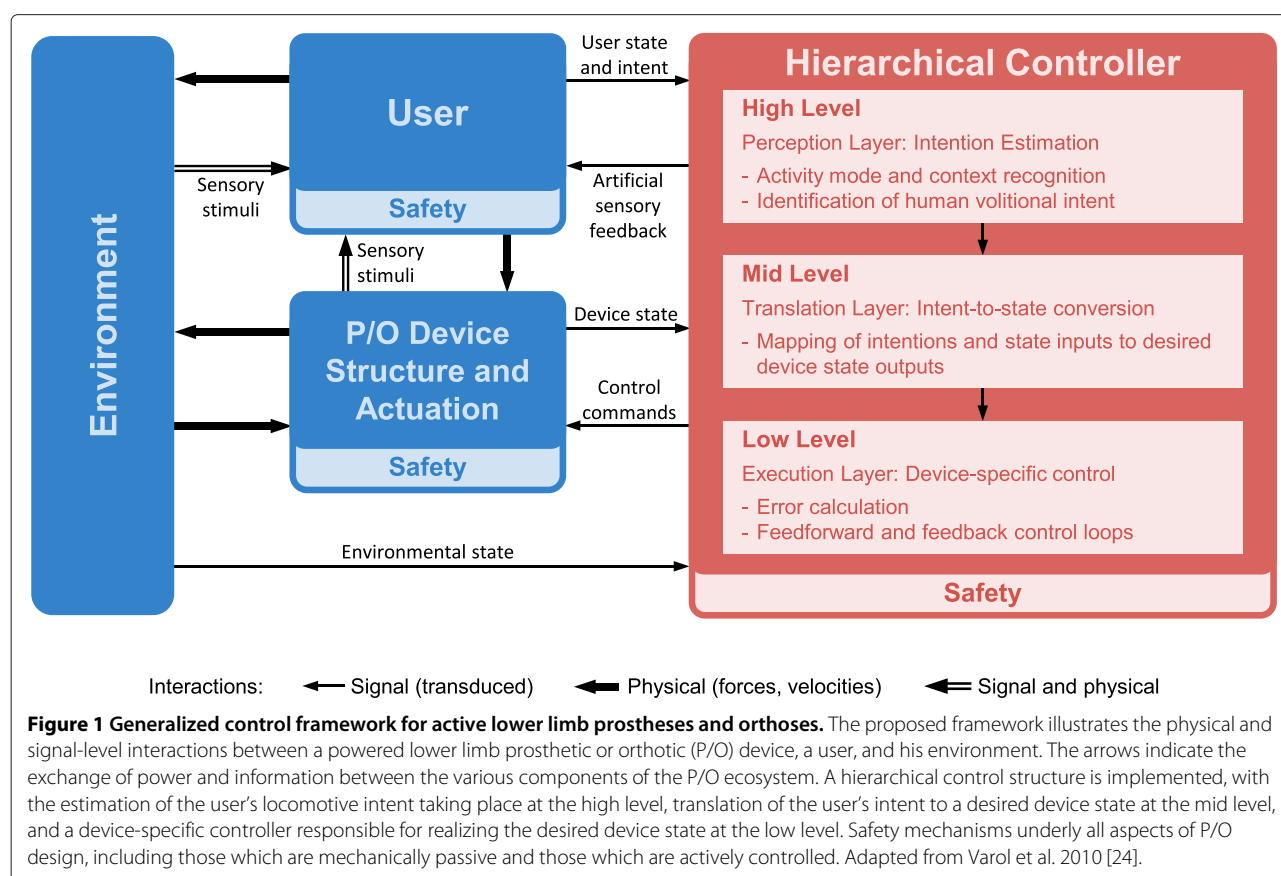 User state
and intent
Hierarchical Controller
User
High Level
Perception Layer: Intention Estimation
- Activity mode and context recognition
- Identification of human volitional intent
Sensory
stimuli
Artificial
sensory
feedback
Safety
Sensory
stimuli
Environment
Mid Level
Translation Layer: Intent-to-state conversion
- Mapping of intentions and state inputs to desired
device state outputs
P/O Device
Structure and
Actuation
Device state
Control
commands
Safety
Low Level
Execution Layer: Device-specific control
- Error calculation
- Feedforward and feedback control loops
Environmental state
Safety
Interactions: Signal (transduced) Physical (forces, velocities) Signal and physical
Figure 1 Generalized control framework for active lower limb prostheses and orthoses. The proposed framework illustrates the physical and
signal-level interactions between a powered lower limb prosthetic or orthotic (P/O) device, a user, and his environment. The arrows indicate the
exchange of power and information between the various components of the P/O ecosystem. A hierarchical control structure is implemented, with
the estimation of the user's locomotive intent taking place at the high level, translation of the user's intent to a desired device state at the mid level,
and a device-specific controller responsible for realizing the desired device state at the low level. Safety mechanisms underly all aspects of P/O
design, including those which are mechanically passive and those which are actively controlled. Adapted from Varol et al. 2010 [24].